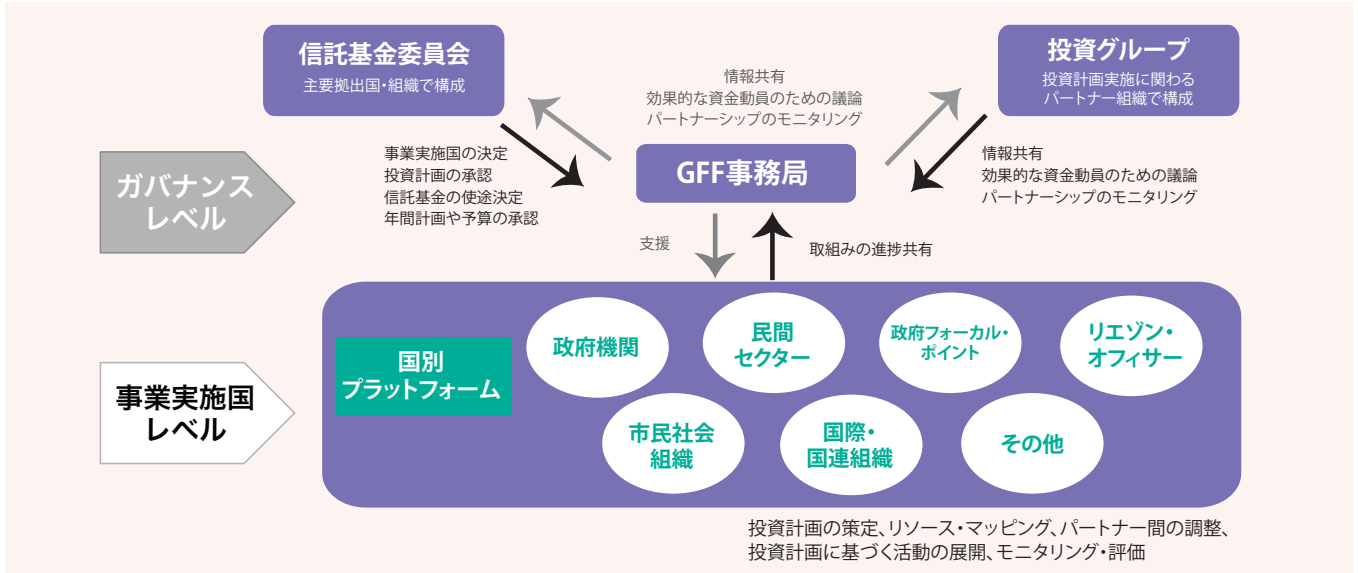 信託基金委員会
主要拠出国・組織で構成
投資グループ
投資計画実施に関わる
パートナー組織で構成
情報共有
効果的な資金動員のための議論
パートナーシップのモニタリング
ガバナンス
レベル
事業実施国の決定
投資計画の承認
信託基金の使途決定
年間計画や予算の承認
GFF事務局
情報共有
効果的な資金動員のための議論
パートナーシップのモニタリング
支援
取組みの進捗共有
事業実施国
レベル
国別
プラットフォーム
政府機関
民間
セクター
政府フォーカル・
ポイント
リエゾン・
オフィサー
市民社会
組織
国際・
国連組織
その他
投資計画の策定、リソース・マッピング、パートナー間の調整、
投資計画に基づく活動の展開、モニタリング・評価